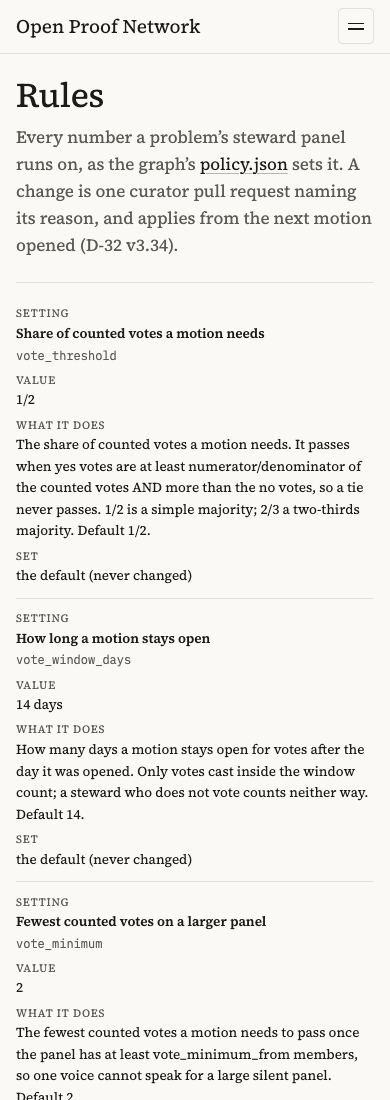 Open Proof Network
Rules
Every number a problem’s steward panel
runs on, as the graph’s policy.json sets it. A
change is one curator pull request naming
its reason, and applies from the next motion
opened (D-32 v3.34).
SETTING
Share of counted votes a motion needs
vote_threshold
VALUE
1/2
WHAT IT DOES
The share of counted votes a motion needs. It passes
when yes votes are at least numerator/denominator of
the counted votes AND more than the no votes, so a tie
never passes. 1/2 is a simple majority; 2/3 a two-thirds
majority. Default 1/2.
SET
the default (never changed)
SETTING
How long a motion stays open
vote_window_days
VALUE
14 days
WHAT IT DOES
How many days a motion stays open for votes after the
day it was opened. Only votes cast inside the window
count; a steward who does not vote counts neither way.
Default 14.
SET
the default (never changed)
SETTING
Fewest counted votes on a larger panel
vote_minimum
VALUE
2
WHAT IT DOES
The fewest counted votes a motion needs to pass once
the panel has at least vote_minimum_from members,
so one voice cannot speak for a large silent panel.
Default 2